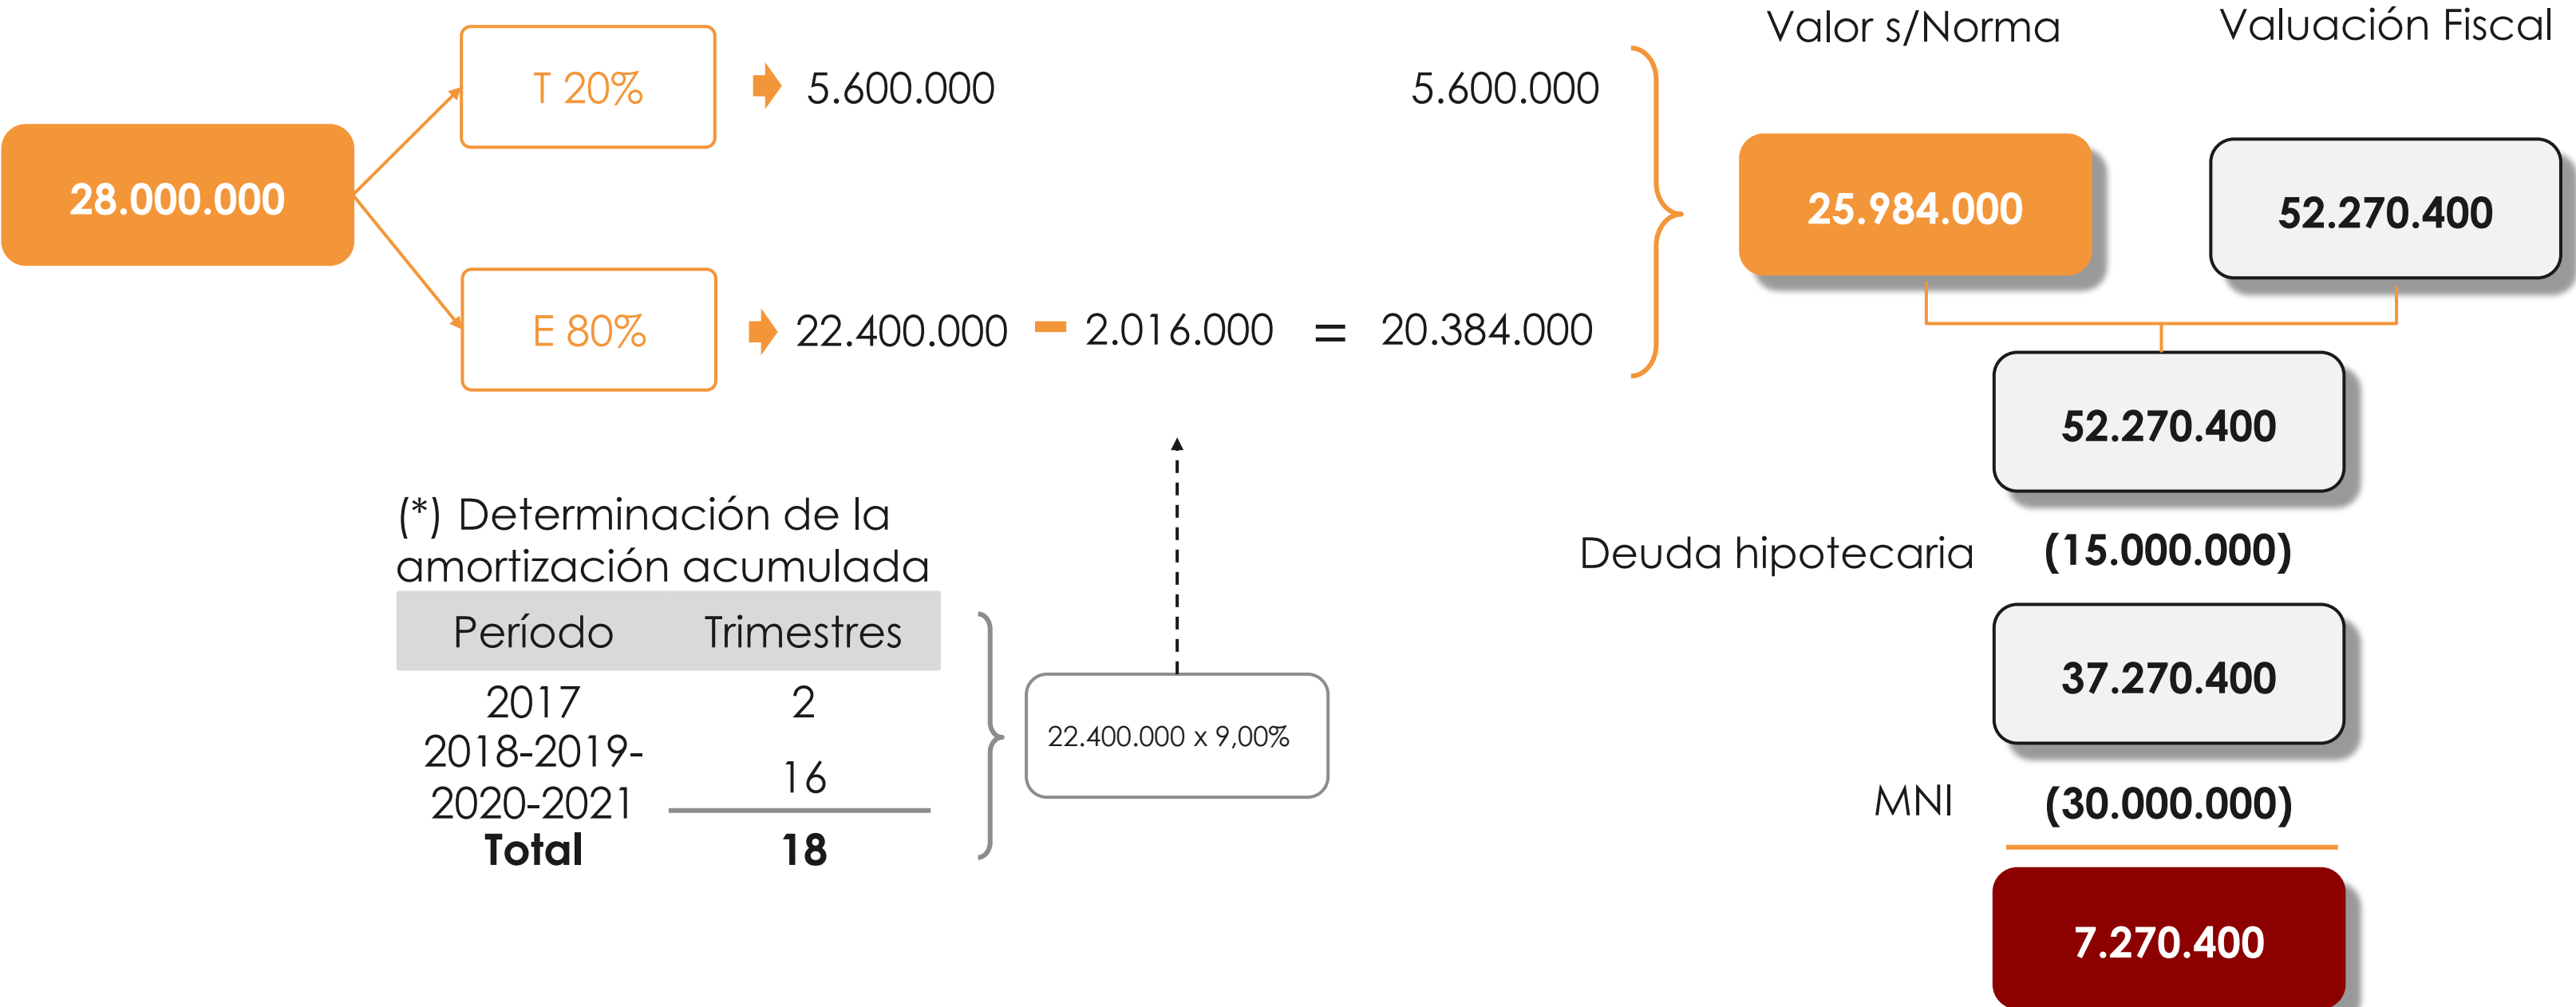 Valor s/Norma
Valuación Fiscal
T 20%
5.600.000
5.600.000
28.000.000
25.984.000
52.270.400
E 80%
22.400.000 - 2.016.000 = 20.384.000
52.270.400
(*) Determinación de la
amortización acumulada
Deuda hipotecaria (15.000.000)
Período Trimestres
2017 2
2018-2019-
2020-2021 16
Total 18
22.400.000 x 9,00%
37.270.400
MNI (30.000.000)
7.270.400